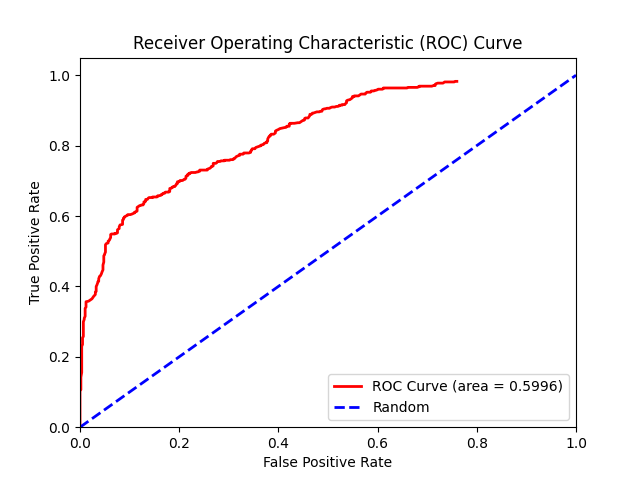 Receiver Operating Characteristic (ROC) Curve
1.0
0.8
0.6
0.4
0.2
0.0
True Positive Rate
ROC Curve (area = 0.5996)
Random
0.0 0.2 0.4 0.6 0.8 1.0
False Positive Rate